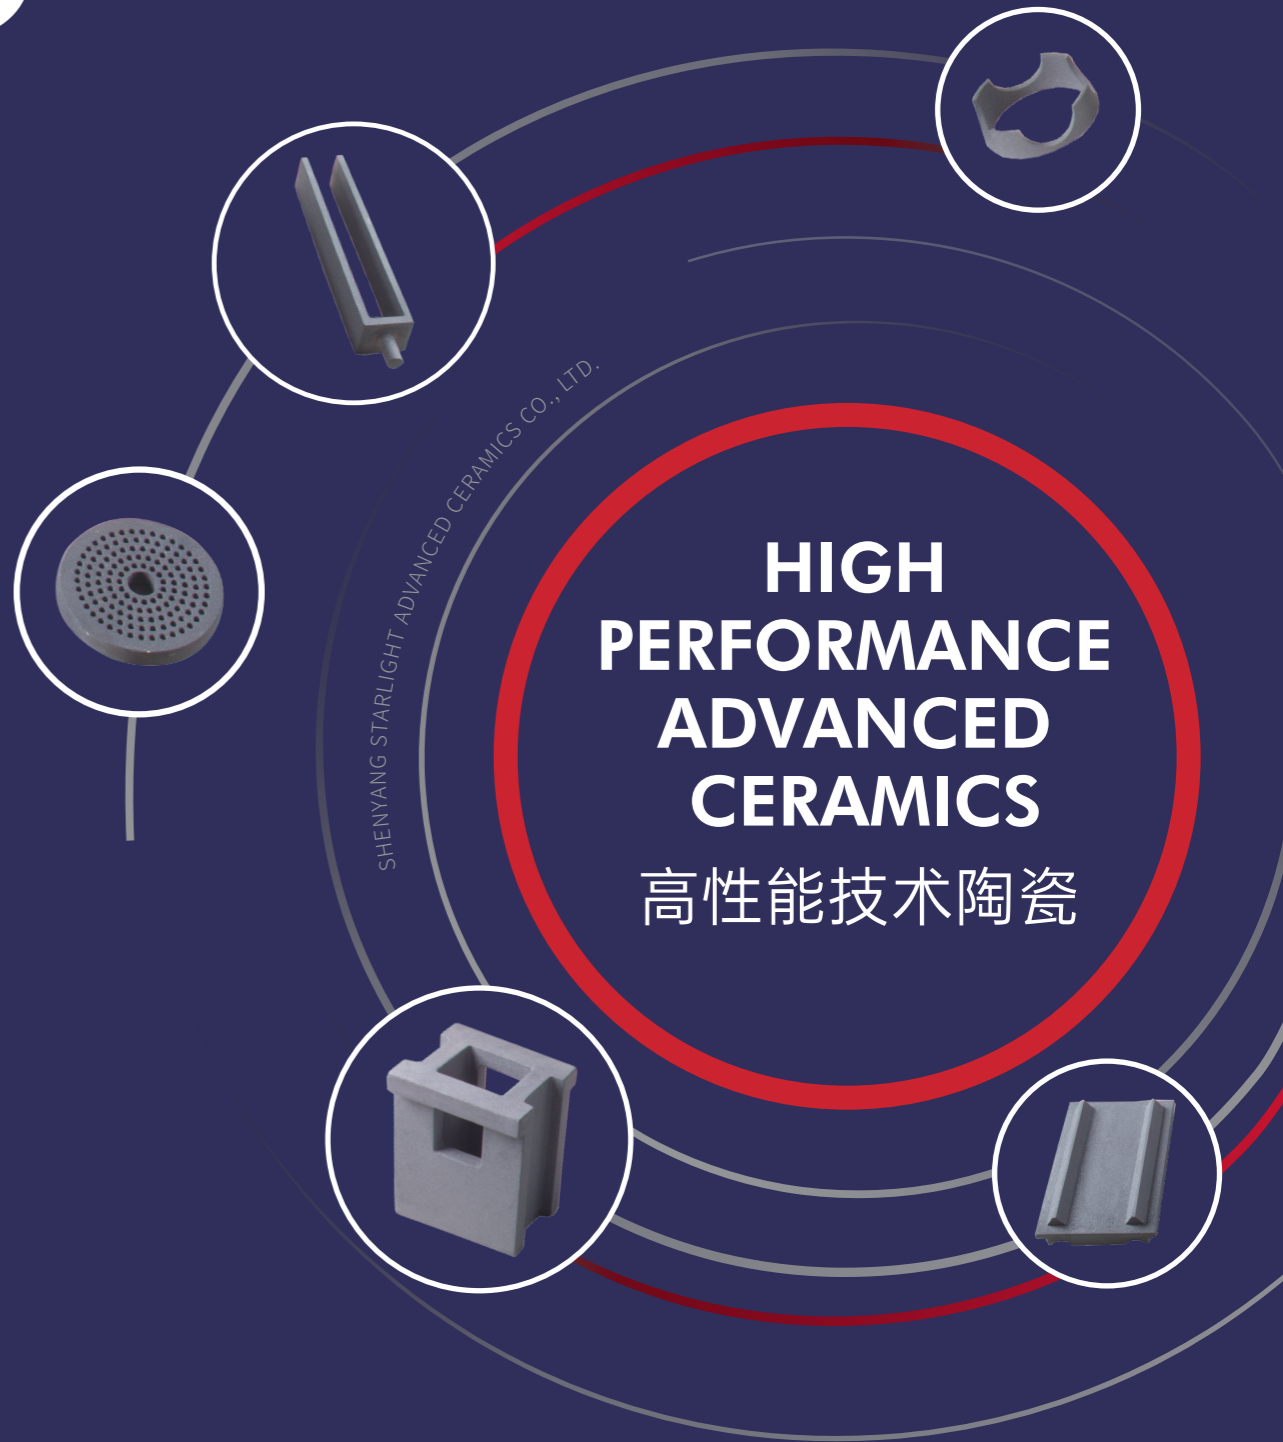 SHENYANG STARLIGHT ADVANCED CERAMICS CO., LTD.
HIGH
PERFORMANCE
ADVANCED
CERAMICS
高性能技术陶瓷